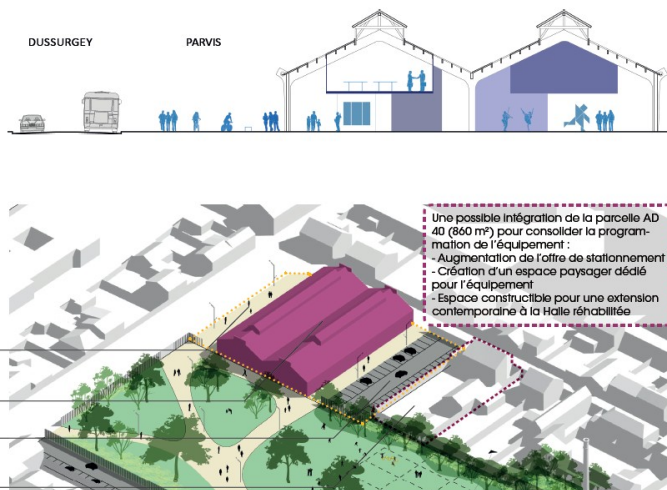 DUSSURGEY
PARVIS
Une possible intégration de la parcelle AD
40 (860 m²) pour consolider la program-
mation de l'équipement :
- Augmentation de l'offre de stationnement
- Création d'un espace paysager dédié
pour l'équipement
- Espace constructible pour une extension
contemporaine à la Halle réhabilitée